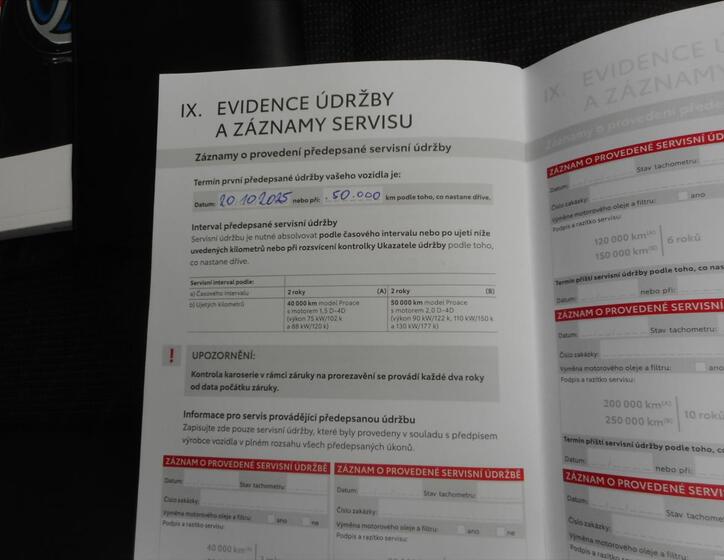 IX. EVIDENCE ÚDRŽBY
A ZÁZNAMY SERVISU
Záznamy o provedení předepsané servisní údržby
Termín první předepsané údržby vašeho vozidla je:
Datum: 20 10 2025 nebo při: 50.000 km podle toho, co nastane dříve.
Interval předepsané servisní údržby
Servisní údržbu je nutné absolvovat podle časového intervalu nebo po ujetí níže
uvedených kilometrů nebo při rozsvícení kontrolky Ukazatele údržby podle toho,
co nastane dříve.
Servisní interval podle:
a) Časového intervalu 2 roky (A) 2 roky (B)
b) Ujetých kilometrů 40 000 km model Proace 50 000 km model Proace
s motorem 1,5 D-4D s motorem 2,0 D-4D
(výkon 75 kW/102 k (výkon 90 kW/122 k, 110 kW/150 k
a 88 kW/120 k) a 130 kW/177 k)
! UPOZORNĚNÍ:
Kontrola karoserie v rámci záruky na prorezavění se provádí každé dva roky
od data počátku záruky.
Informace pro servis provádějící předepsanou údržbu
Zapisujte zde pouze servisní údržby, které byly provedeny v souladu s předpisem
výrobce vozidla v plném rozsahu všech předepsaných úkonů.
ZÁZNAM O PROVEDENÉ SERVISNÍ ÚDRŽBĚ ZÁZNAM O PROVEDENÉ SERVISNÍ ÚDRŽBĚ
Datum: Stav tachometru: Datum: Stav tachometru:
Číslo zakázky: Číslo zakázky:
Výměna motorového oleje a filtru: ano ne Výměna motorového oleje a filtru: ano ne
Podpis a razítko servisu: Podpis a razítko servisu:
40 000
IX. EVIDENCE Ú
A ZÁZNAMY
Záznamy o provedení před
ZÁZNAM O PROVEDENÉ SERVISNÍ ÚD
Datum: Stav tachometru:
Číslo zakázky:
Výměna motorového oleje a filtru: ano
Podpis a razítko servisu:
120 000 km(A)
150 000 km(B) 6 roků
Termín příští servisní údržby podle toho, co nast
Datum: nebo při:
ZÁZNAM O PROVEDENÉ SERVISNÍ ÚDR
Datum: Stav tachometru:
Číslo zakázky:
Výměna motorového oleje a filtru: ano
Podpis a razítko servisu:
200 000 km(A)
250 000 km(B) 10 roků
Termín příští servisní údržby podle toho, co
Datum: nebo při:
ZÁZNAM O PROVEDENÉ SERVISNÍ Ú
Datum: Stav tachome
Číslo zakázky:
Výměna motorového oleje a filtru:
Podpis a razítko servisu: